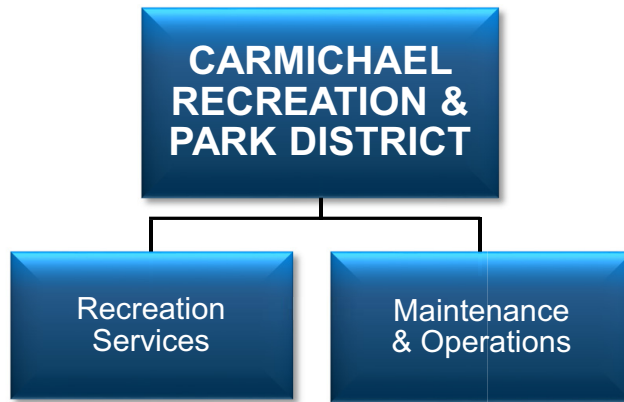 CARMICHAEL
RECREATION &
PARK DISTRICT
Recreation
Services
Maintenance
& Operations